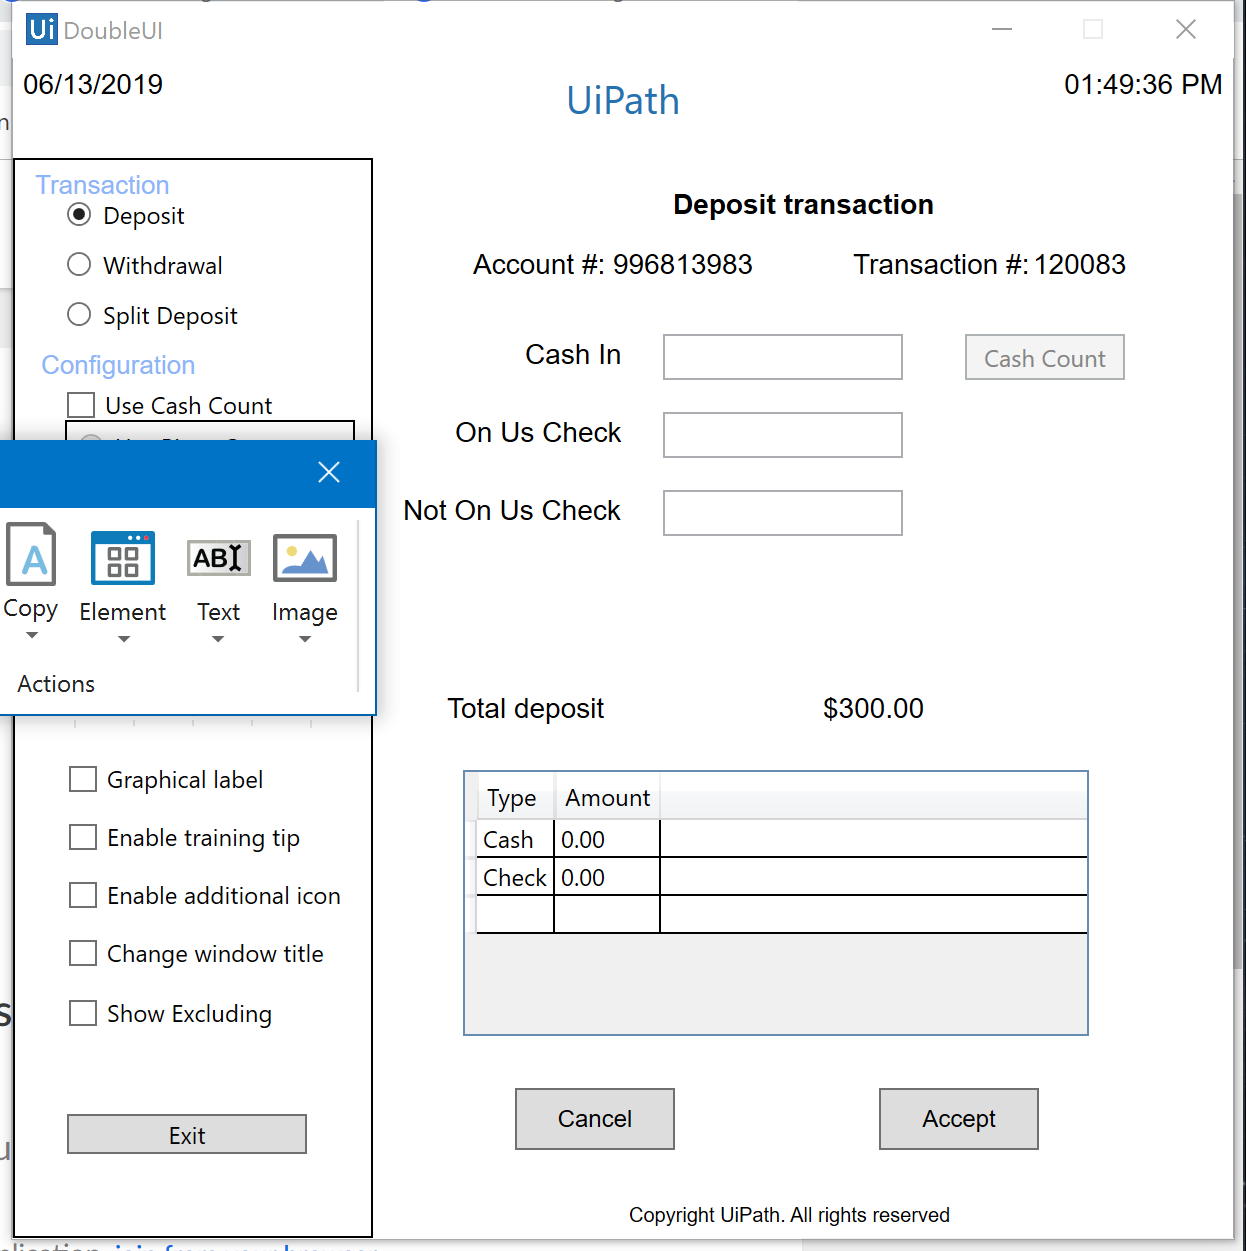 Ui DoubleUI
06/13/2019
UiPath
01:49:36 PM
Transaction
Deposit
Withdrawal
Split Deposit
Configuration
Use Cash Count
Copy
Element
ABI
Text
Image
Actions
Graphical label
Enable training tip
Enable additional icon
Change window title
Show Excluding
Exit
Deposit transaction
Account #: 996813983 Transaction #: 120083
Cash In
Cash Count
On Us Check
Not On Us Check
Total deposit $300.00
Type Amount
Cash 0.00
Check 0.00
Cancel
Accept
Copyright UiPath. All rights reserved